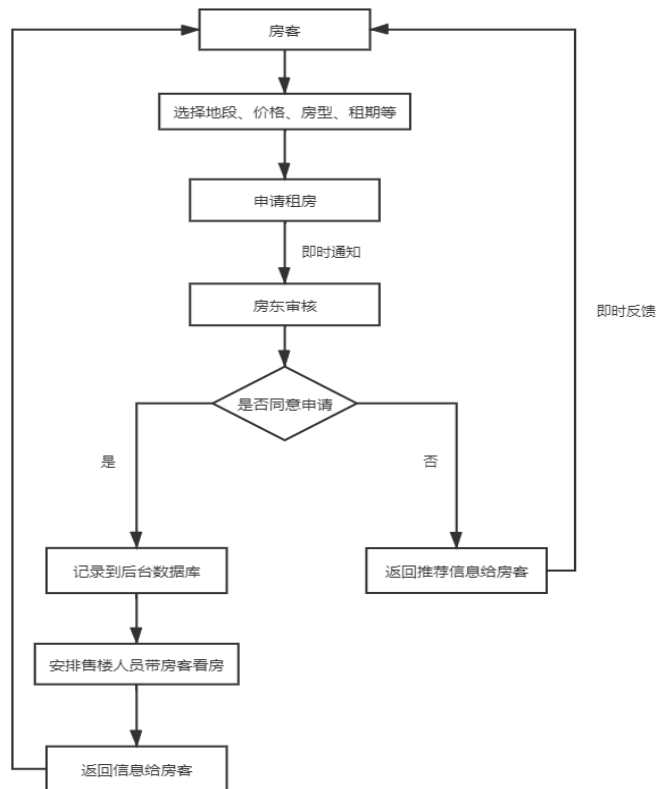 房客
选择地段、价格、房型、租期等
申请租房
即时通知
房东审核
即时反馈
是否同意申请
是
否
记录到后台数据库
返回推荐信息给房客
安排售楼人员带房客看房
返回信息给房客